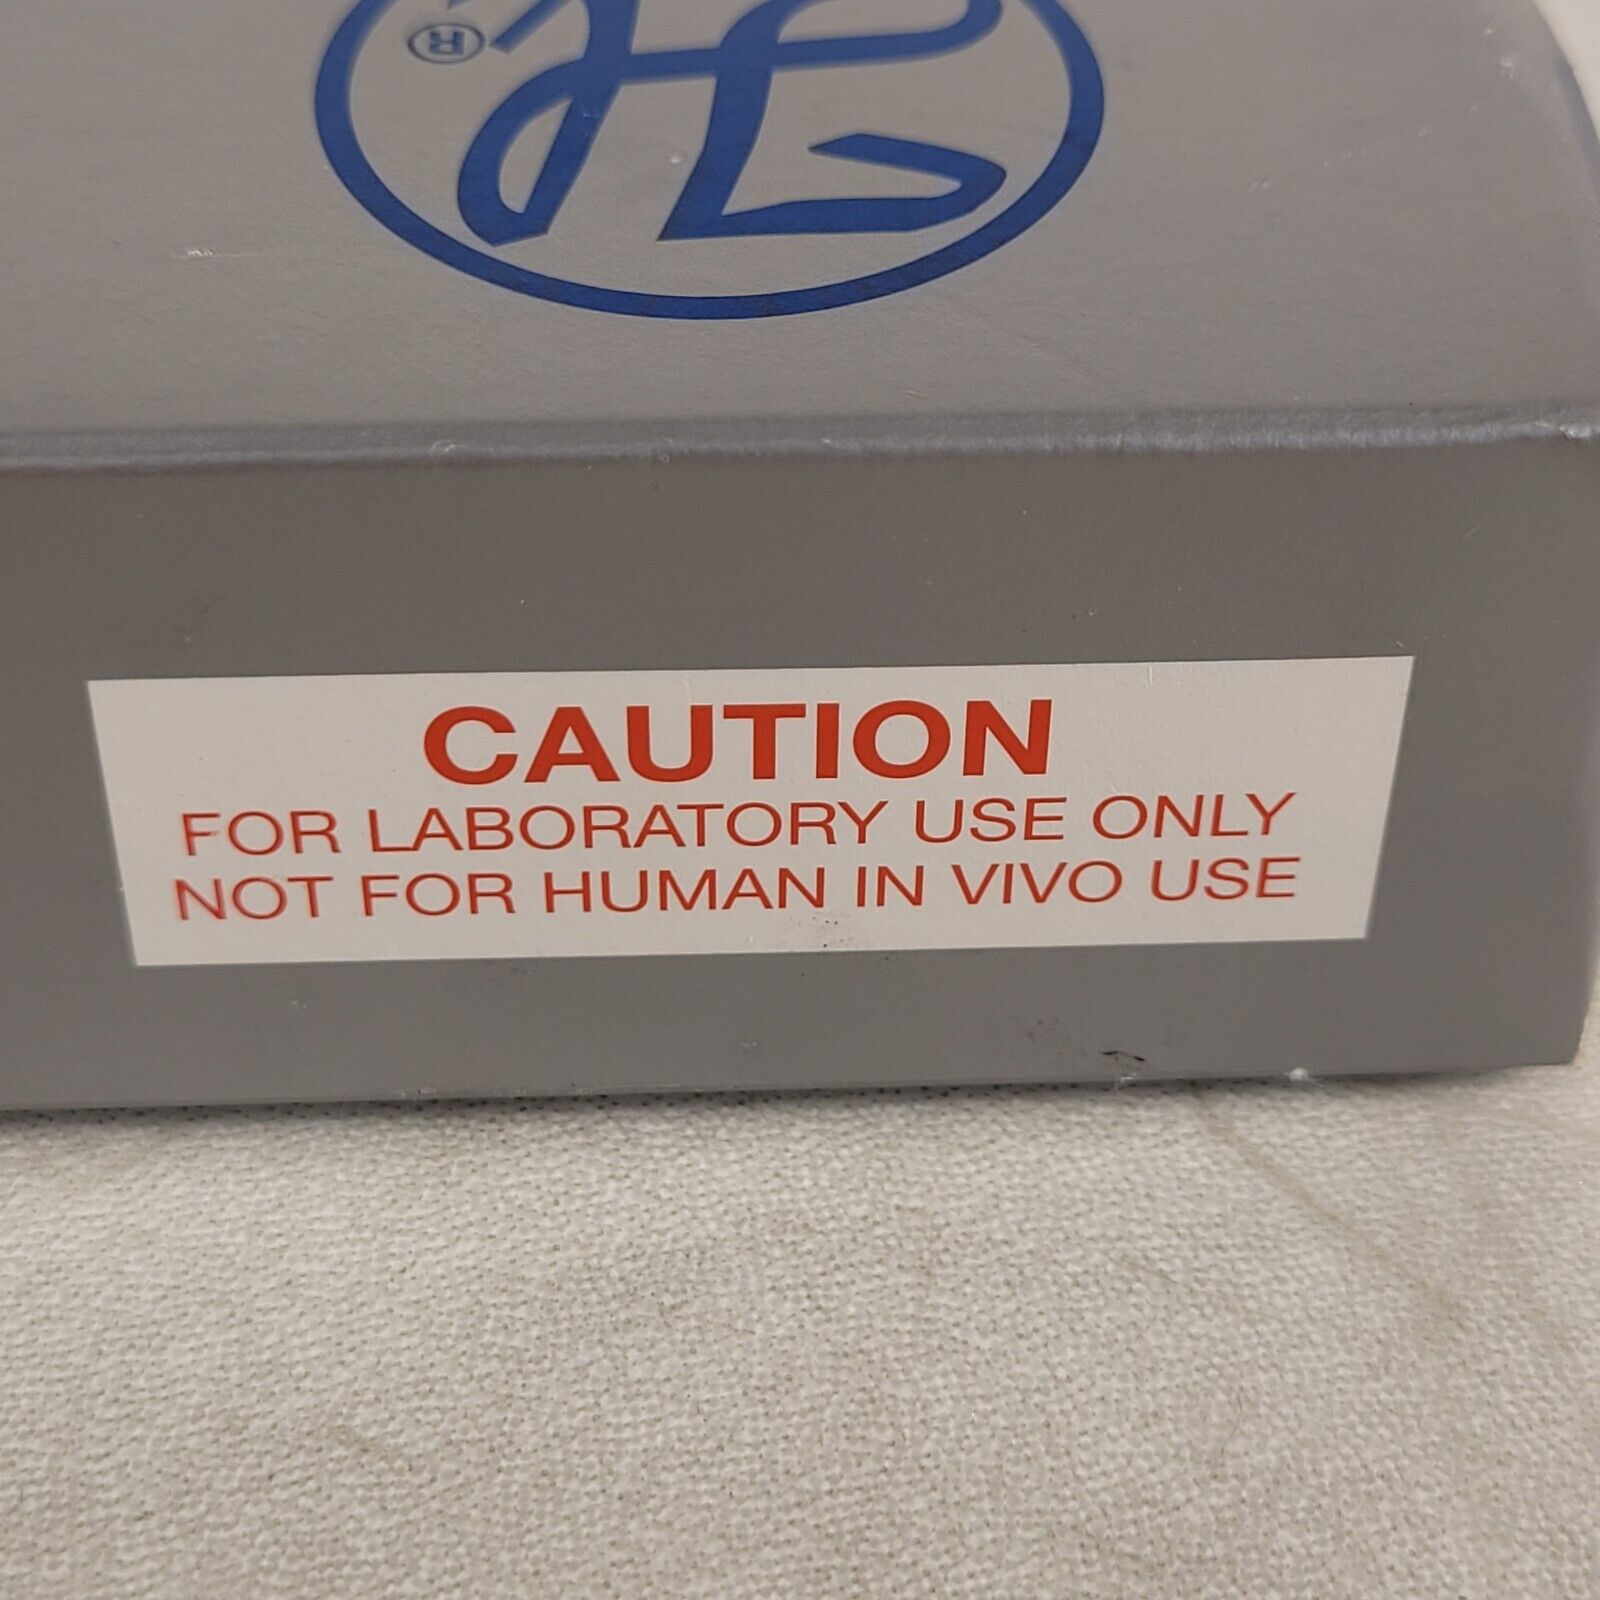 ®
CAUTION
FOR LABORATORY USE ONLY
NOT FOR HUMAN IN VIVO USE